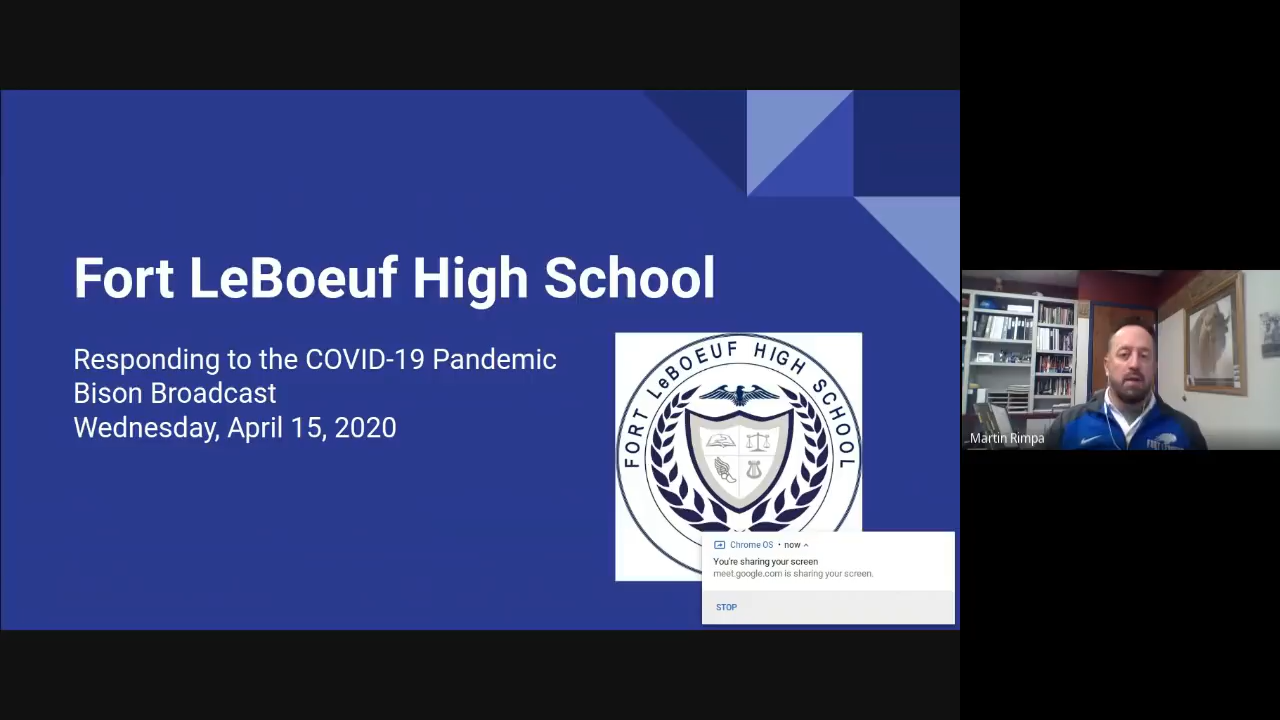 Fort LeBoeuf High School
Responding to the COVID-19 Pandemic
Bison Broadcast
Wednesday, April 15, 2020
FORT LeBOEUF HIGH SCHOOL
Chrome OS • now
You're sharing your screen
meet.google.com is sharing your screen.
STOP
Martin Rimpa